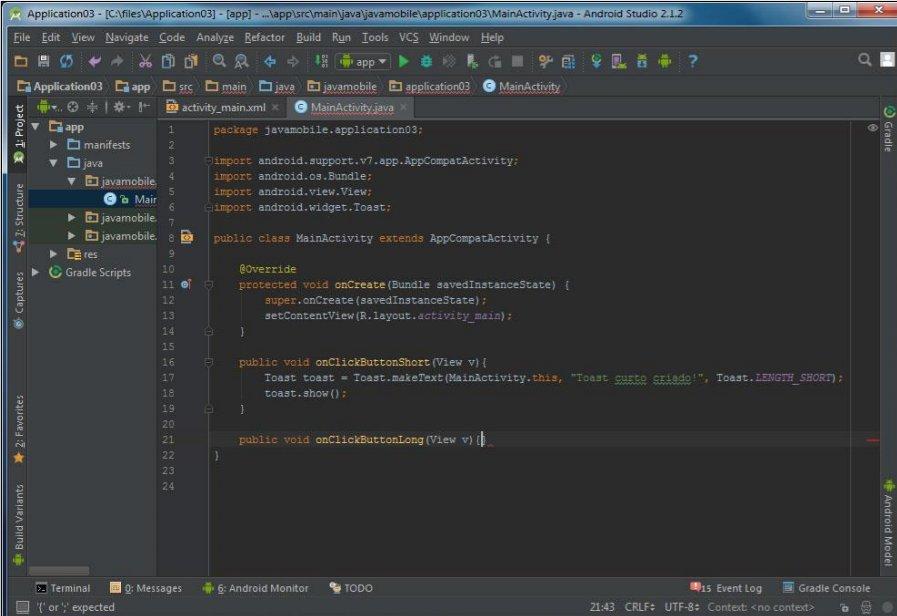 Application03 - [C:\files\Application03] - [app] - ...\app\src\main\java\javamobile\application03\MainActivity.java - Android Studio 2.1.2
File Edit View Navigate Code Analyze Refactor Build Run Tools VCS Window Help
app
Application03 app src main java javamobile application03 MainActivity
activity_main.xml MainActivity.java
1: Project
Z: Structure
Captures
2: Favorites
Build Variants
app
manifests
java
javamobile.
Mair
javamobile.
javamobile.
res
Gradle Scripts
1 package javamobile.application03;
2
3 import android.support.v7.app.AppCompatActivity;
4 import android.os.Bundle;
5 import android.view.View;
6 import android.widget.Toast;
7
8 public class MainActivity extends AppCompatActivity {
9
10 @Override
11 protected void onCreate(Bundle savedInstanceState) {
12 super.onCreate(savedInstanceState);
13 setContentView(R.layout.activity_main);
14 }
15
16 public void onClickButtonShort(View v){
17 Toast toast = Toast.makeText(MainActivity.this, "Toast curto criado!", Toast.LENGTH_SHORT);
18 toast.show();
19 }
20
21 public void onClickButtonLong(View v){
22 }
23
24
Gradle
Android Model
Terminal 0: Messages 6: Android Monitor TODO 15 Event Log Gradle Console
'{' or ';' expected 21:43 CRLF UTF-8 Context: <no context>